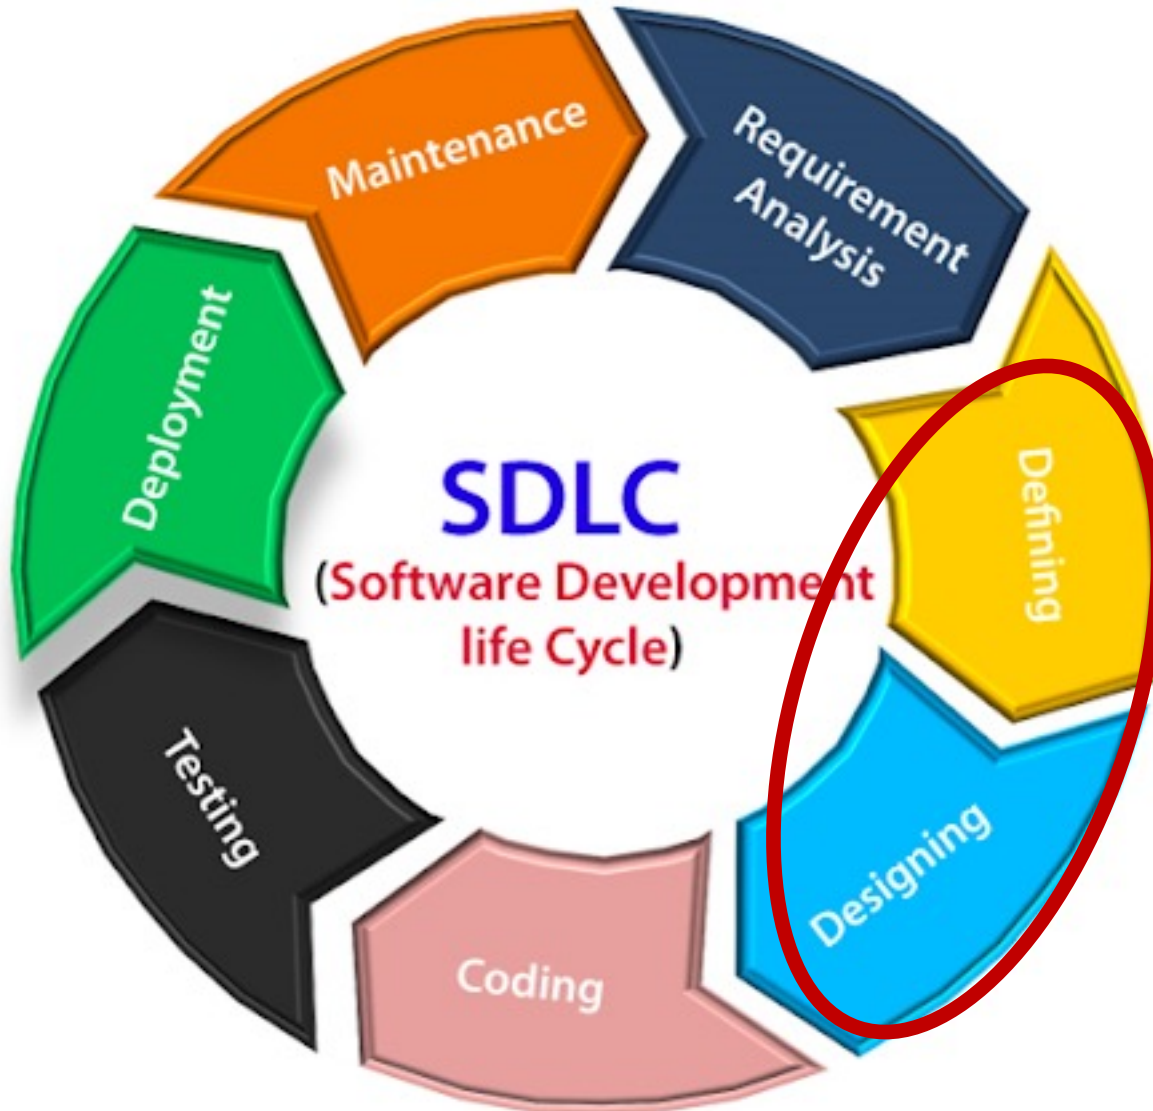 SDLC
(Software Development
life Cycle)
Requirement
Analysis
Defining
Designing
Coding
Testing
Deployment
Maintenance